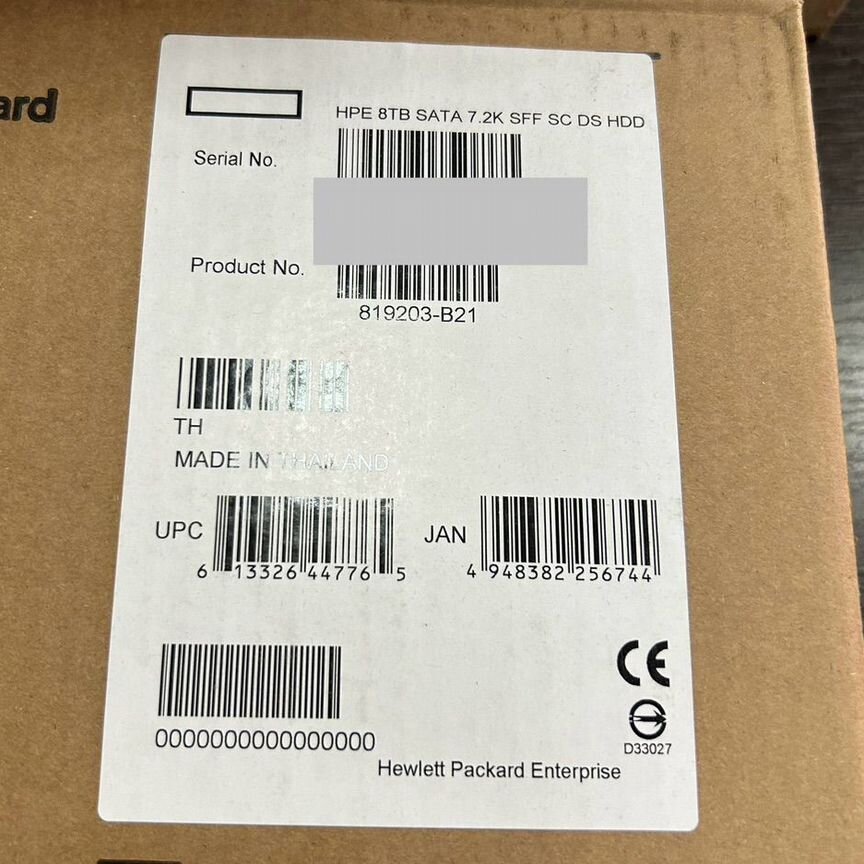 ard
HPE 8TB SATA 7.2K SFF SC DS HDD
Serial No.
Product No.
819203-B21
TH
MADE IN THAILAND
UPC
6 13326 44776 5
JAN
4 948382 256744
0000000000000000
CE
D33027
Hewlett Packard Enterprise